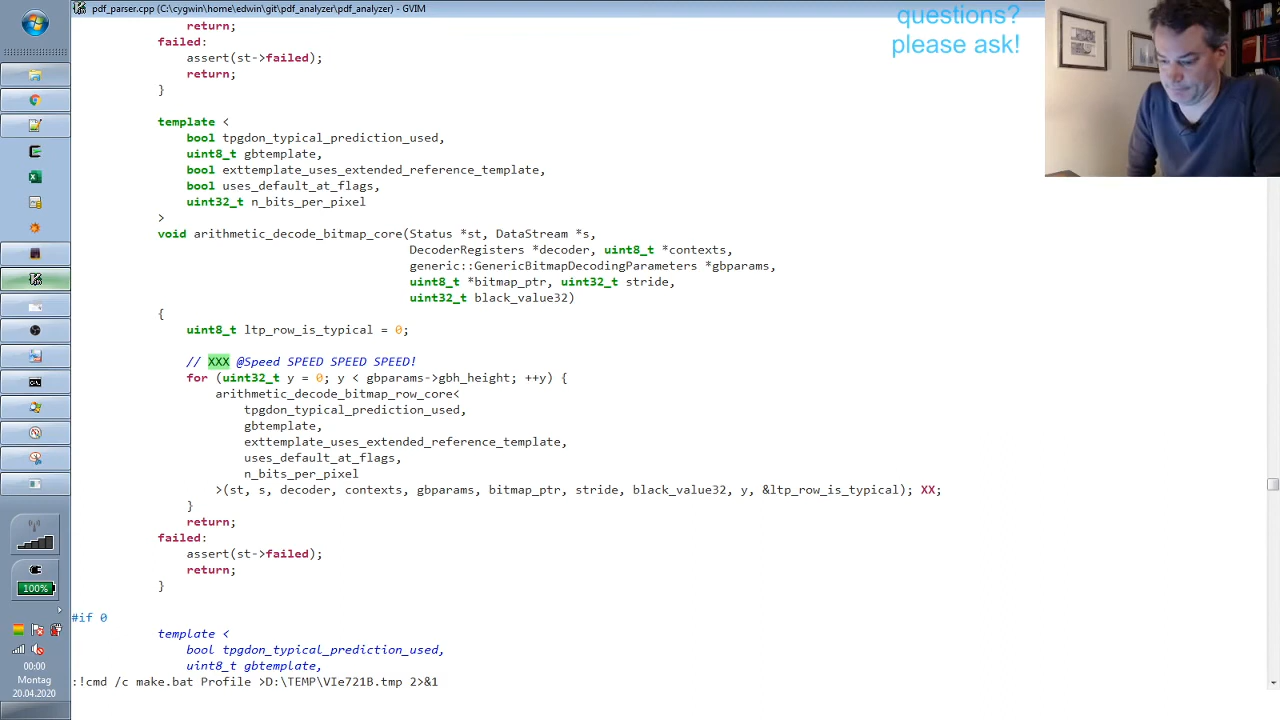 pdf_parser.cpp (C:\cygwin\home\edwin\git\pdf_analyzer\pdf_analyzer) - GVIM
questions?
please ask!
return;
failed:
assert(st->failed);
return;
}
template <
bool tpgdon_typical_prediction_used,
uint8_t gbtemplate,
bool exttemplate_uses_extended_reference_template,
bool uses_default_at_flags,
uint32_t n_bits_per_pixel
>
void arithmetic_decode_bitmap_core(Status *st, DataStream *s,
DecoderRegisters *decoder, uint8_t *contexts,
generic::GenericBitmapDecodingParameters *gbparams,
uint8_t *bitmap_ptr, uint32_t stride,
uint32_t black_value32)
{
uint8_t ltp_row_is_typical = 0;
// XXX @Speed SPEED SPEED SPEED!
for (uint32_t y = 0; y < gbparams->gbh_height; ++y) {
arithmetic_decode_bitmap_row_core<
tpgdon_typical_prediction_used,
gbtemplate,
exttemplate_uses_extended_reference_template,
uses_default_at_flags,
n_bits_per_pixel
>(st, s, decoder, contexts, gbparams, bitmap_ptr, stride, black_value32, y, &ltp_row_is_typical); XX;
}
return;
failed:
assert(st->failed);
return;
}
#if 0
template <
bool tpgdon_typical_prediction_used,
uint8_t gbtemplate,
:!cmd /c make.bat Profile >D:\TEMP\VIe721B.tmp 2>&1
100%
00:00
Montag
20.04.2020